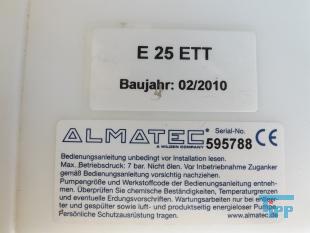 E 25 ETT
Baujahr: 02/2010
ALMATEC
A WILDEN COMPANY
Serial-No. CE
595788
Bedienungsanleitung unbedingt vor Installation lesen.
Max. Betriebsdruck: 7 bar. Nicht ölen. Vor Inbetriebnahme Zuganker
gemäß Bedienungsanleitung vorsichtig nachziehen.
Pumpengröße und Werkstoffcode der Bedienungsanleitung entneh-
men. Überprüfen Sie chemische Beständigkeit, Temperaturgrenzen
und eventuelle Erdungsvorschriften. Wartungsarbeiten nur bei entleer-
ter und gespülter sowie luft- und produktseitig energieloser Pumpe.
Persönliche Schutzausrüstung tragen. www.almatec.de